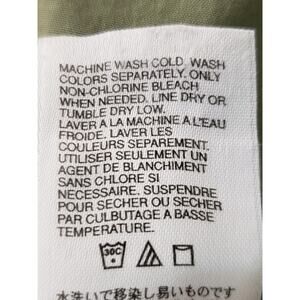 MACHINE WASH COLD. WASH
COLORS SEPARATELY. ONLY
NON-CHLORINE BLEACH
WHEN NEEDED. LINE DRY OR
TUMBLE DRY LOW.
LAVER A LA MACHINE A L'EAU
FROIDE. LAVER LES
COULEURS SEPAREMENT.
UTILISER SEULEMENT UN
AGENT DE BLANCHIMENT
SANS CHLORE SI
NECESSAIRE. SUSPENDRE
POUR SECHER OU SECHER
PAR CULBUTAGE A BASSE
TEMPERATURE.
30C
水洗いで移染し易いものです